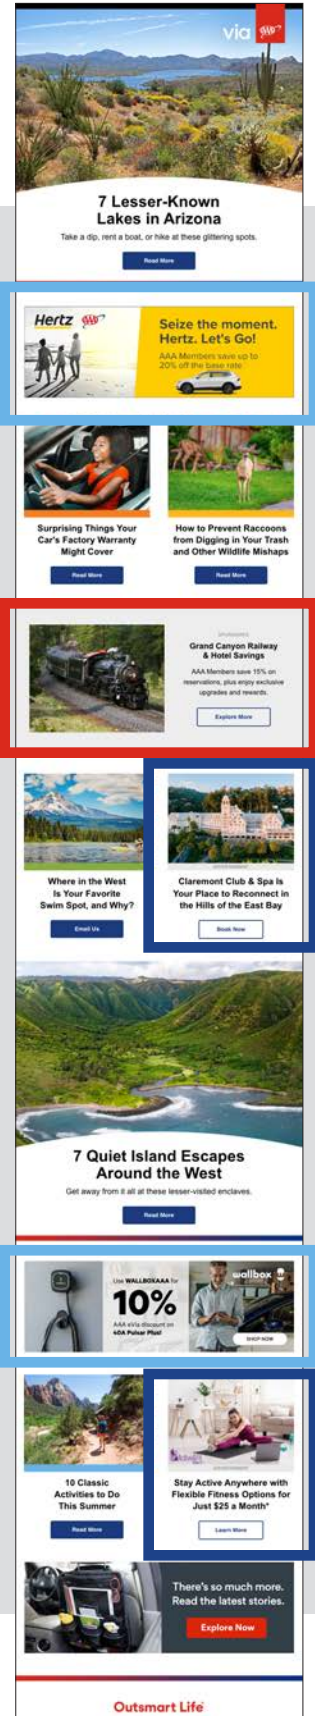 via AAA
7 Lesser-Known
Lakes in Arizona
Take a dip, rent a boat, or hike at these glittering spots.
Read More
Hertz AAA
Seize the moment.
Hertz. Let's Go!
AAA Members save up to
20% off the base rate.
Surprising Things Your
Car's Factory Warranty
Might Cover
Read More
How to Prevent Raccoons
from Digging in Your Trash
and Other Wildlife Mishaps
Read More
SPONSORED
Grand Canyon Railway
& Hotel Savings
AAA Members save 15% on
reservations, plus enjoy exclusive
upgrades and rewards.
Explore More
Where in the West
Is Your Favorite
Swim Spot, and Why?
Email Us
ADVERTISEMENT
Claremont Club & Spa Is
Your Place to Reconnect in
the Hills of the East Bay
Book Now
7 Quiet Island Escapes
Around the West
Get away from it all at these lesser-visited enclaves.
Read More
Use WALLBOXAAA for
10%
AAA eVia discount on
40A Pulsar Plus!
wallbox
SHOP NOW
10 Classic
Activities to Do
This Summer
Read More
ADVERTISEMENT
Stay Active Anywhere with
Flexible Fitness Options for
Just $25 a Month*
Learn More
There's so much more.
Read the latest stories.
Explore Now
Outsmart Life